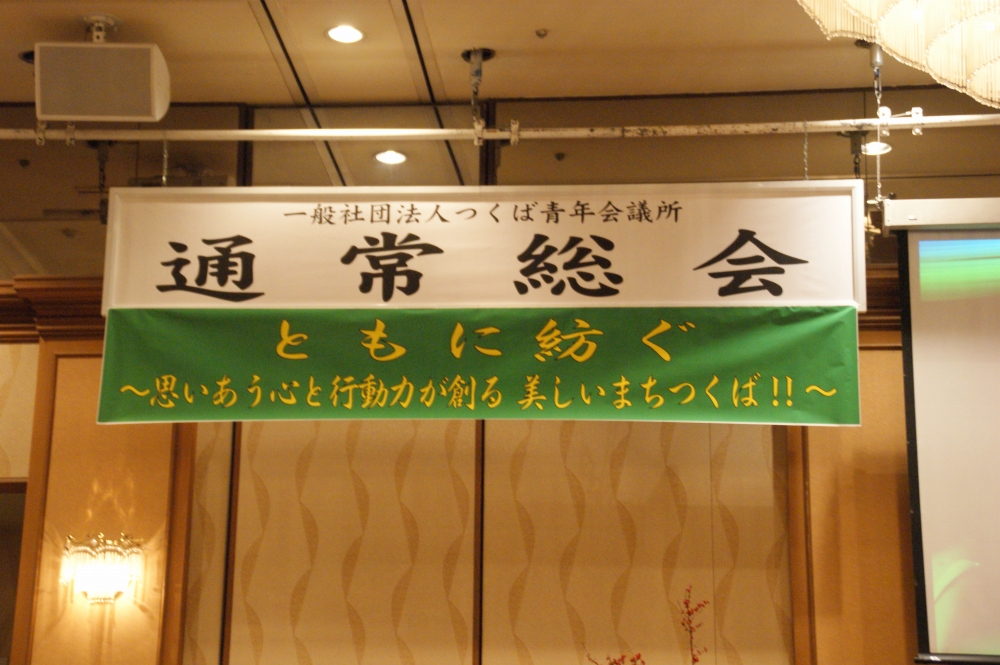 一般社団法人つくば青年会議所
通常総会
ともに紡ぐ
～思いあう心と行動力が創る 美しいまちつくば!!～